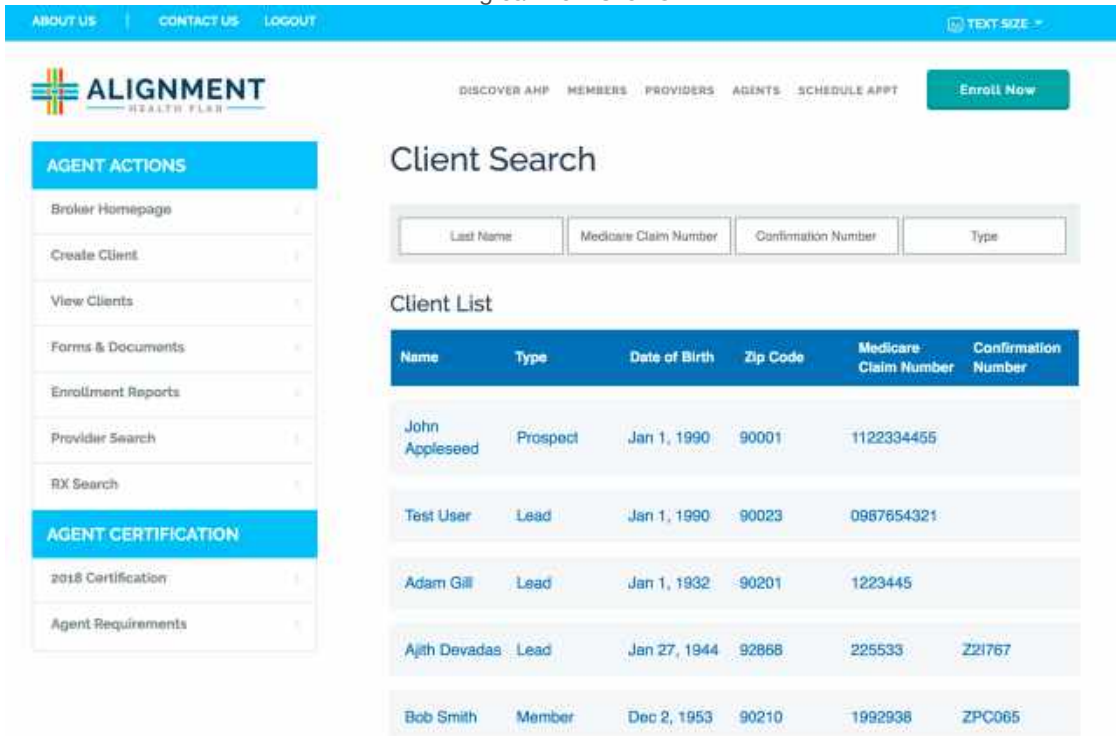 ABOUT US | CONTACT US LOGOUT TEXT SIZE
ALIGNMENT
HEALTH PLAN
DISCOVER AHP MEMBERS PROVIDERS AGENTS SCHEDULE APPT Enroll Now
AGENT ACTIONS
Broker Homepage
Create Client
View Clients
Forms & Documents
Enrollment Reports
Provider Search
RX Search
AGENT CERTIFICATION
2018 Certification
Agent Requirements
Client Search
Last Name Medicare Claim Number Confirmation Number Type
Client List
Name Type Date of Birth Zip Code Medicare Claim Number Confirmation Number
John Appleseed Prospect Jan 1, 1990 90001 1122334455
Test User Lead Jan 1, 1990 90023 0987654321
Adam Gill Lead Jan 1, 1932 90201 1223445
Ajith Devadas Lead Jan 27, 1944 92868 225533 Z2I767
Bob Smith Member Dec 2, 1953 90210 1992938 ZPC065